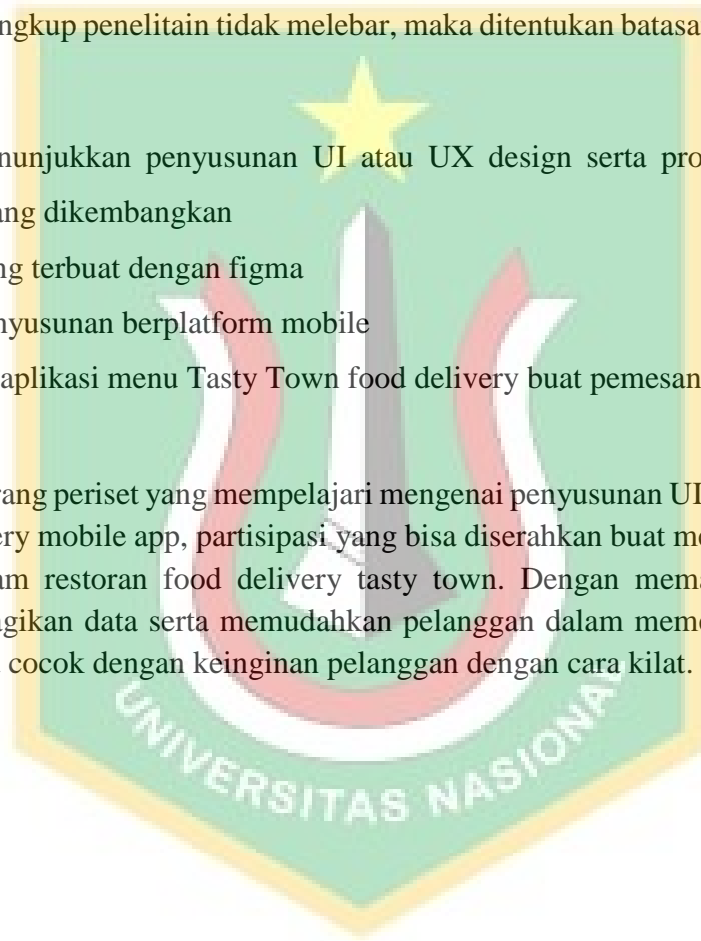 ngkup penelitain tidak melebar, maka ditentukan batasa
nunjukkan penyusunan UI atau UX design serta pro
ang dikembangkan
ng terbuat dengan figma
nyusunan berplatform mobile
aplikasi menu Tasty Town food delivery buat pemesan
rang periset yang mempelajari mengenai penyusunan UI
ery mobile app, partisipasi yang bisa diserahkan buat me
am restoran food delivery tasty town. Dengan mema
agikan data serta memudahkan pelanggan dalam meme
cocok dengan keinginan pelanggan dengan cara kilat.
UNIVERSITAS NASIONAL